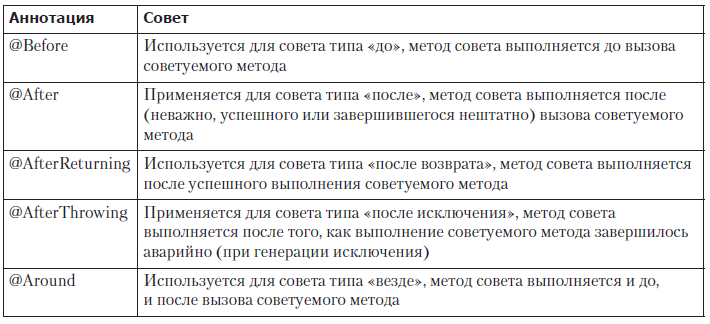 Аннотация Совет
@Before Используется для совета типа «до», метод совета выполняется до вызова
советуемого метода
@After Применяется для совета типа «после», метод совета выполняется после
(неважно, успешного или завершившегося нештатно) вызова советуемого
метода
@AfterReturning Используется для совета типа «после возврата», метод совета выполняется
после успешного выполнения советуемого метода
@AfterThrowing Применяется для совета типа «после исключения», метод совета
выполняется после того, как выполнение советуемого метода завершилось
аварийно (при генерации исключения)
@Around Используется для совета типа «везде», метод совета выполняется и до,
и после вызова советуемого метода